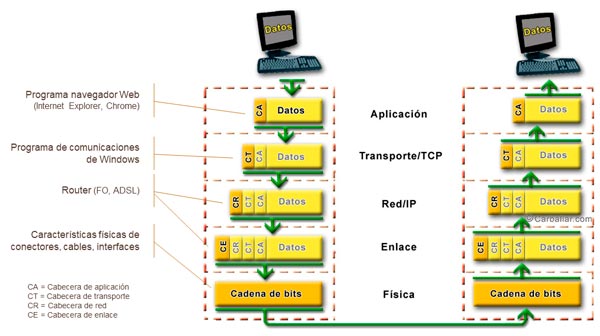 Datos
Datos
Programa navegador Web
(Internet Explorer, Chrome)
CA Datos
Aplicación
CA Datos
Programa de comunicaciones
de Windows
CT CA Datos
Transporte/TCP
CT CA Datos
Router (FO, ADSL)
CR CT CA Datos
Red/IP
CR CT CA Datos
© Carballar.com
Características físicas de
conectores, cables, interfaces
CE CR CT CA Datos
Enlace
CE CR CT CA Datos
Cadena de bits
Física
Cadena de bits
CA = Cabecera de aplicación
CT = Cabecera de transporte
CR = Cabecera de red
CE = Cabecera de enlace